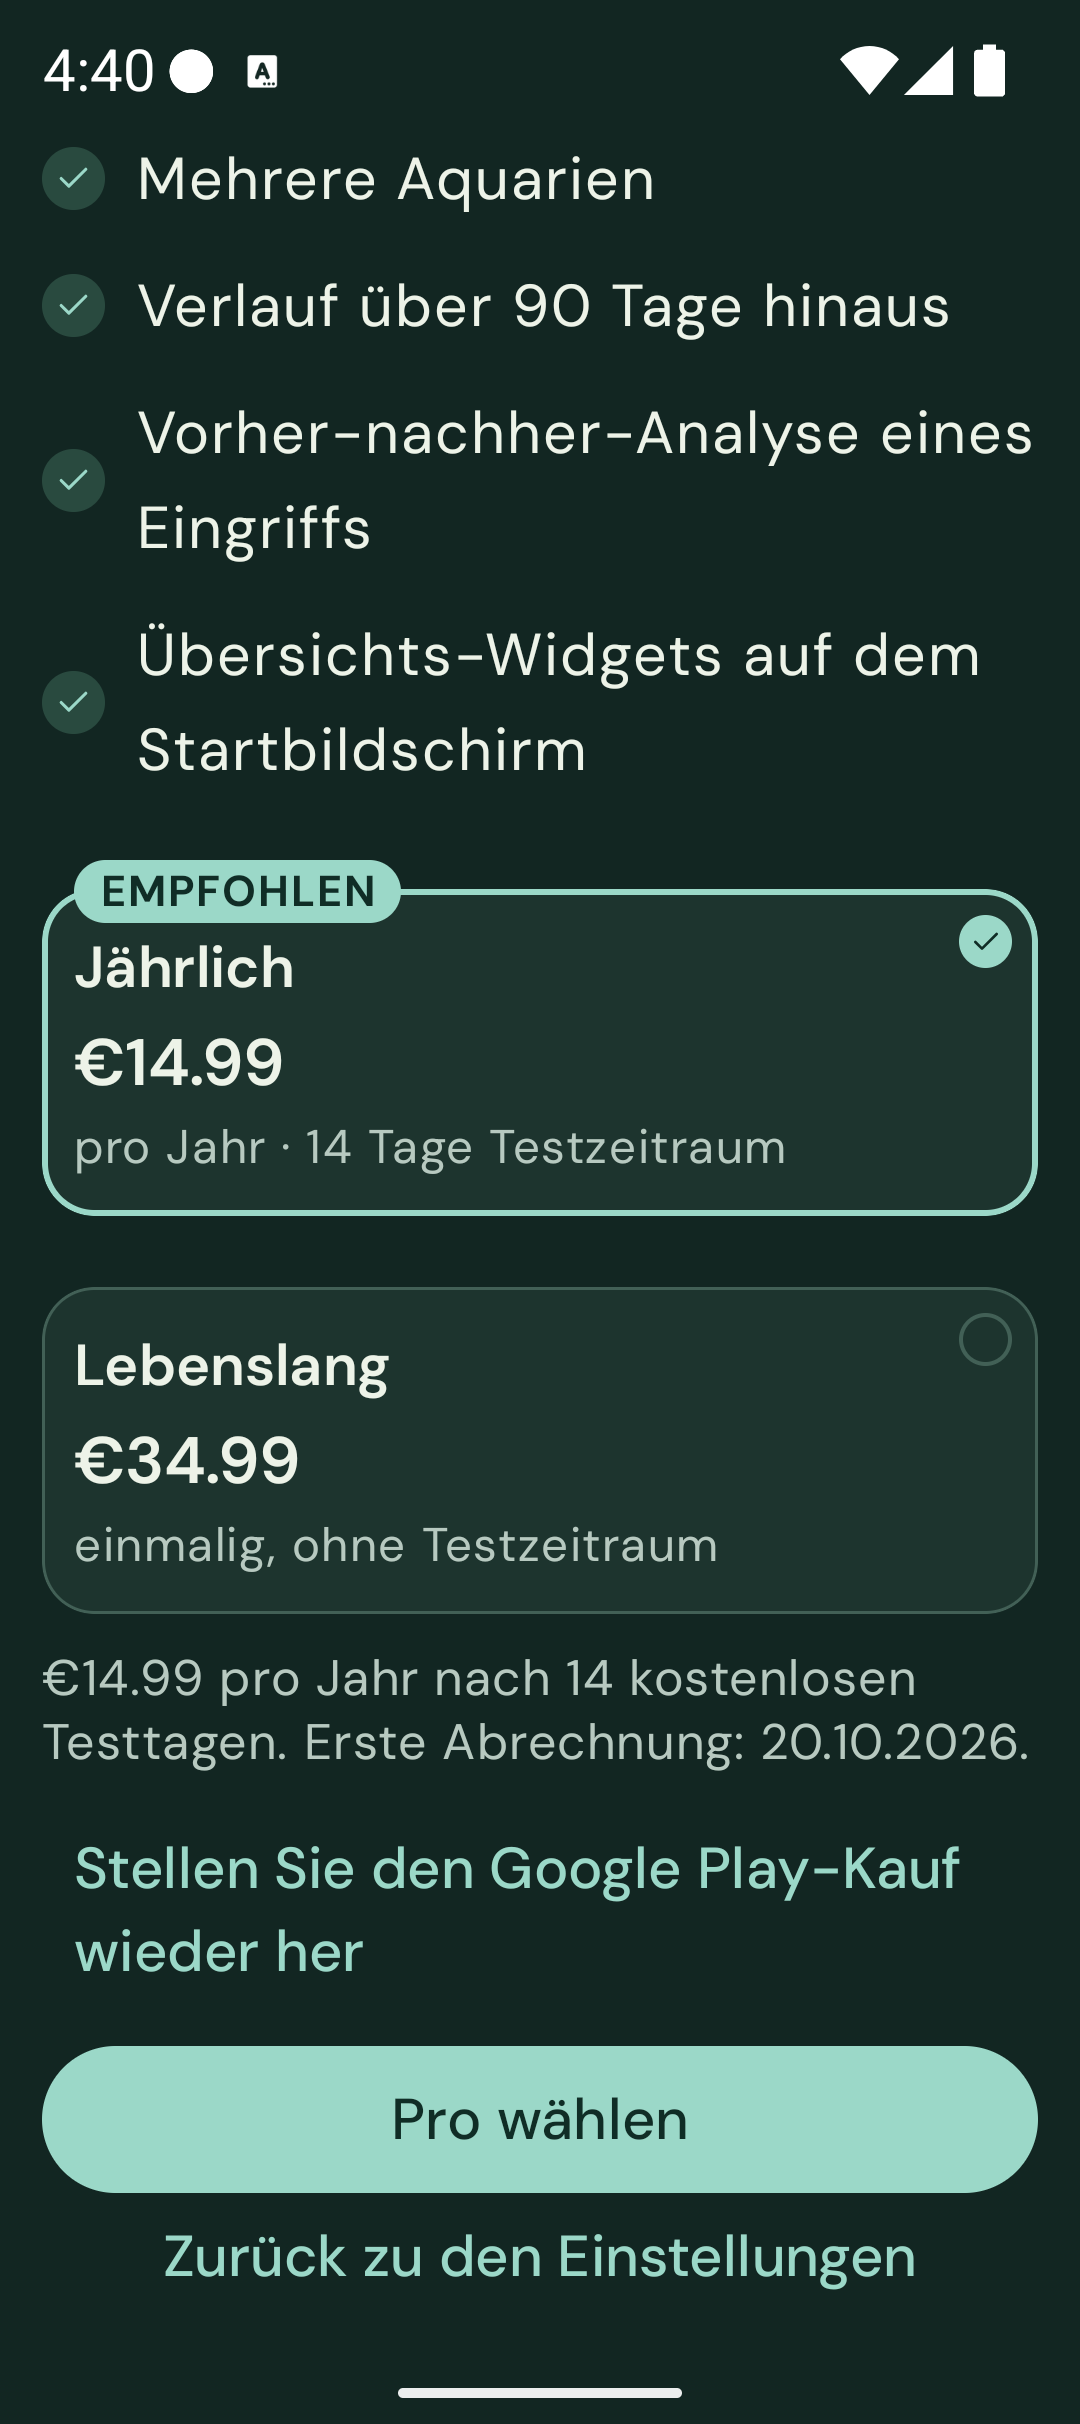 4:40
Mehrere Aquarien
Verlauf über 90 Tage hinaus
Vorher-nachher-Analyse eines
Eingriffs
Übersichts-Widgets auf dem
Startbildschirm
EMPFOHLEN
Jährlich
€14.99
pro Jahr · 14 Tage Testzeitraum
Lebenslang
€34.99
einmalig, ohne Testzeitraum
€14.99 pro Jahr nach 14 kostenlosen
Testtagen. Erste Abrechnung: 20.10.2026.
Stellen Sie den Google Play-Kauf
wieder her
Pro wählen
Zurück zu den Einstellungen